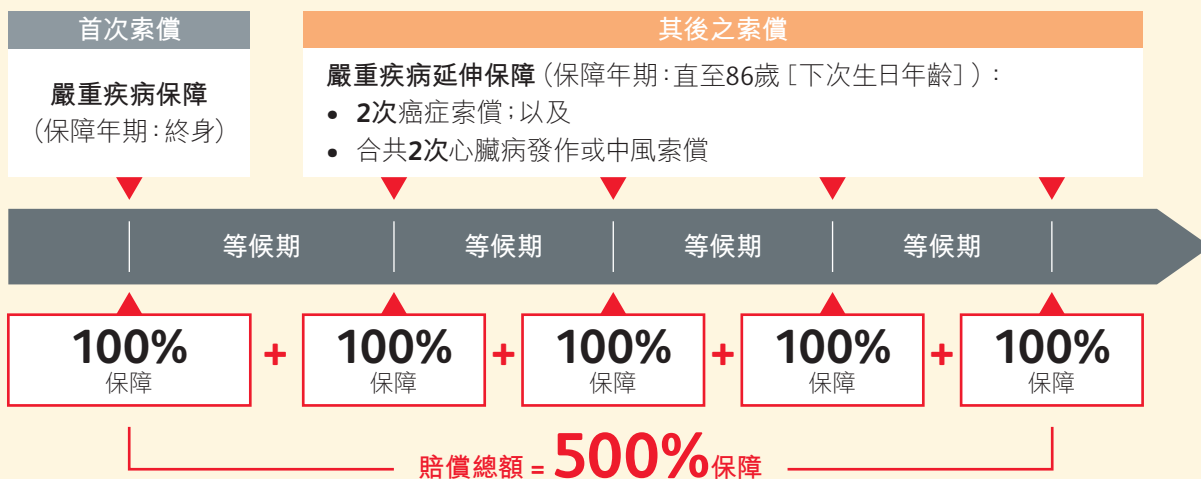 首次索償
嚴重疾病保障
(保障年期:終身)
其後之索償
嚴重疾病延伸保障(保障年期:直至86歲[下次生日年齡]):
• 2次癌症索償;以及
• 合共2次心臟病發作或中風索償
等候期 等候期 等候期 等候期
100% + 100% + 100% + 100% + 100%
保障 保障 保障 保障 保障
賠償總額 = 500%保障